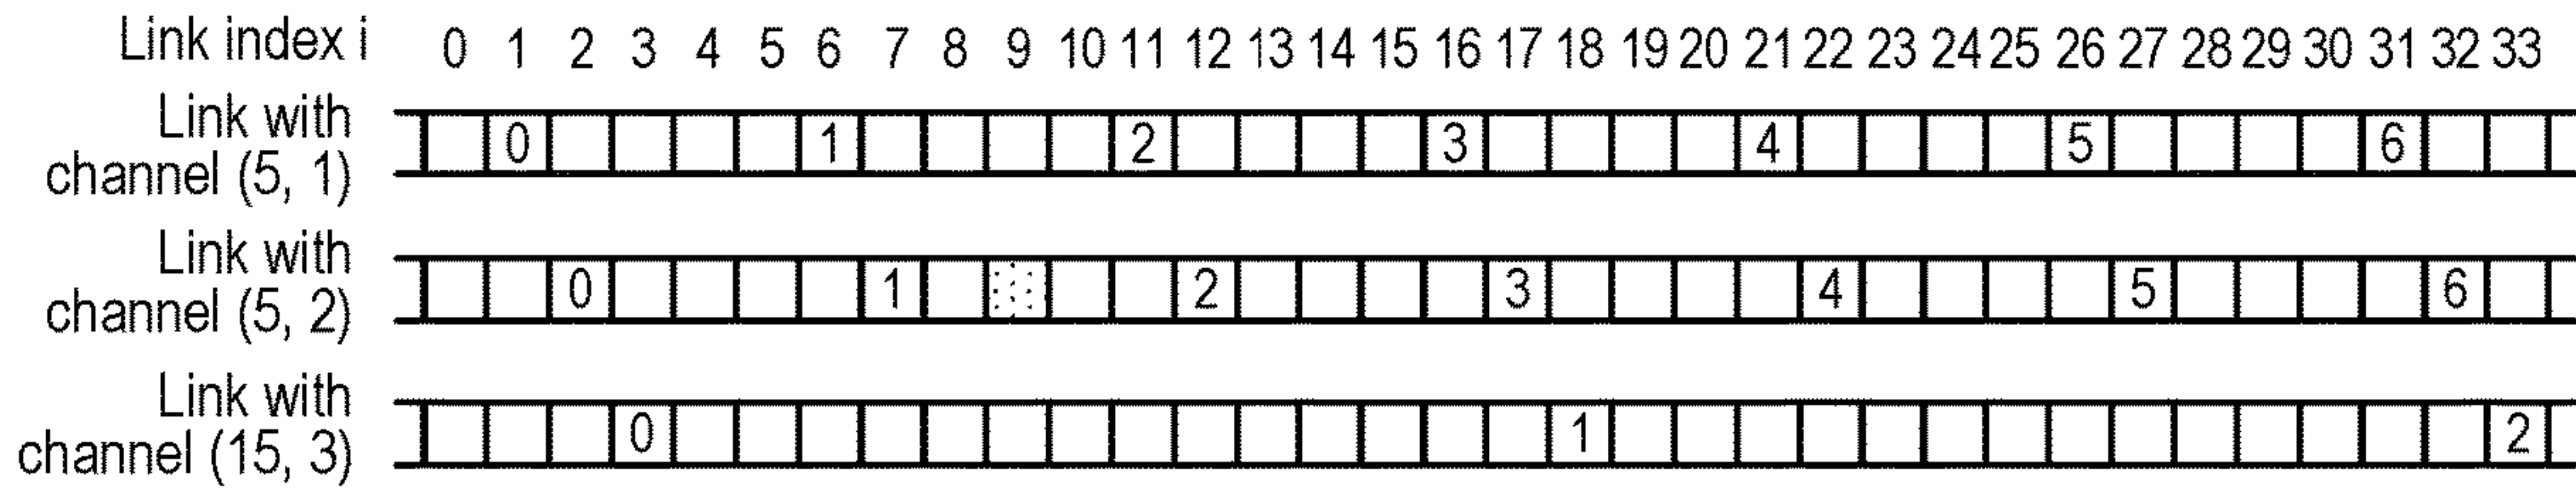 Link index i 0 1 2 3 4 5 6 7 8 9 10 11 12 13 14 15 16 17 18 19 20 21 22 23 24 25 26 27 28 29 30 31 32 33
Link with
channel (5, 1)
0 1 2 3 4 5 6
Link with
channel (5, 2)
0 1 2 3 4 5 6
Link with
channel (15, 3)
0 1 2